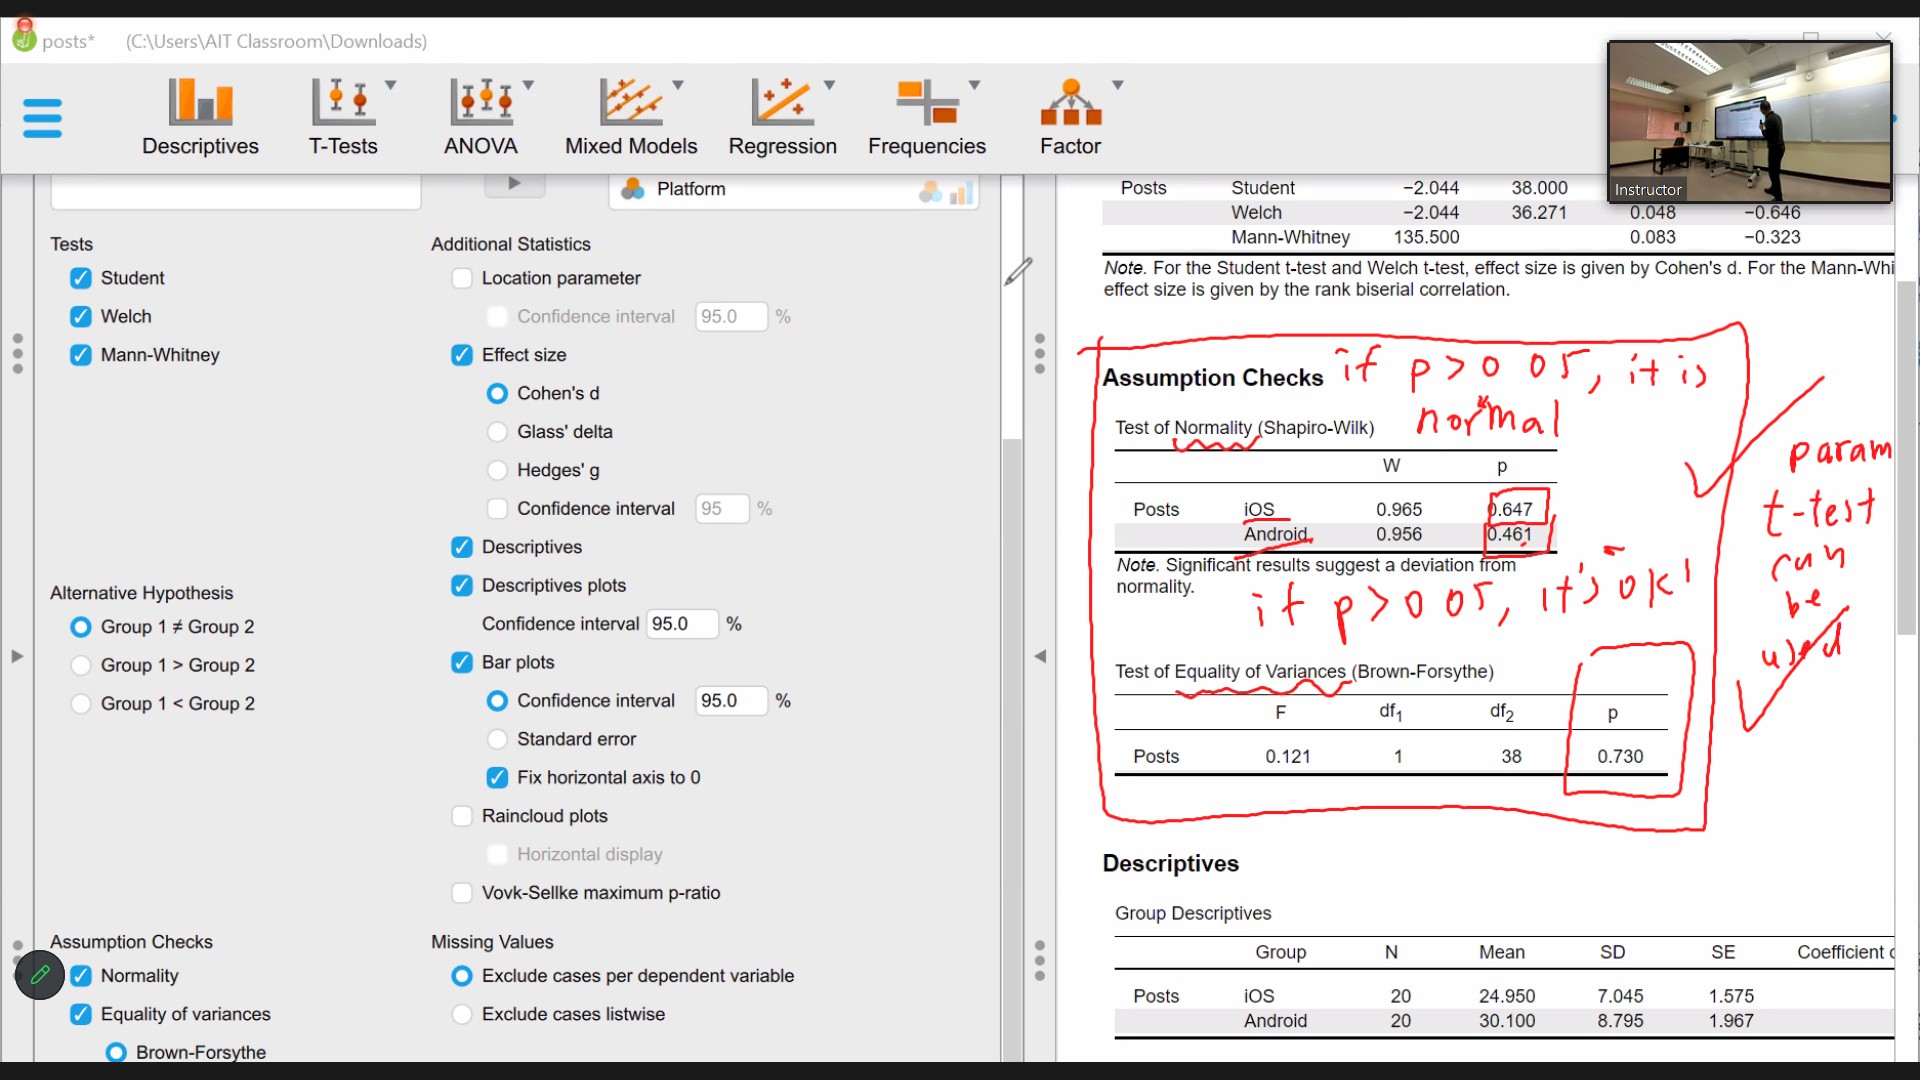 posts* (C:\Users\AIT Classroom\Downloads)
Descriptives T-Tests ANOVA Mixed Models Regression Frequencies Factor
Instructor
Platform
Tests
Student
Welch
Mann-Whitney
Alternative Hypothesis
Group 1 ≠ Group 2
Group 1 > Group 2
Group 1 < Group 2
Assumption Checks
Normality
Equality of variances
Brown-Forsythe
Additional Statistics
Location parameter
Confidence interval 95.0 %
Effect size
Cohen's d
Glass' delta
Hedges' g
Confidence interval 95 %
Descriptives
Descriptives plots
Confidence interval 95.0 %
Bar plots
Confidence interval 95.0 %
Standard error
Fix horizontal axis to 0
Raincloud plots
Horizontal display
Vovk-Sellke maximum p-ratio
Missing Values
Exclude cases per dependent variable
Exclude cases listwise
Posts Student −2.044 38.000
Welch −2.044 36.271 0.048 −0.646
Mann-Whitney 135.500 0.083 −0.323
Note. For the Student t-test and Welch t-test, effect size is given by Cohen's d. For the Mann-Whi
effect size is given by the rank biserial correlation.
Assumption Checks
if p > 0 05, it is
normal
Test of Normality (Shapiro-Wilk)
W p
Posts iOS 0.965 0.647
Android 0.956 0.461
Note. Significant results suggest a deviation from
normality.
if p > 0 05, it's ok!
Test of Equality of Variances (Brown-Forsythe)
F df1 df2 p
Posts 0.121 1 38 0.730
param
t-test
can
be
used
Descriptives
Group Descriptives
Group N Mean SD SE Coefficient
Posts iOS 20 24.950 7.045 1.575
Android 20 30.100 8.795 1.967